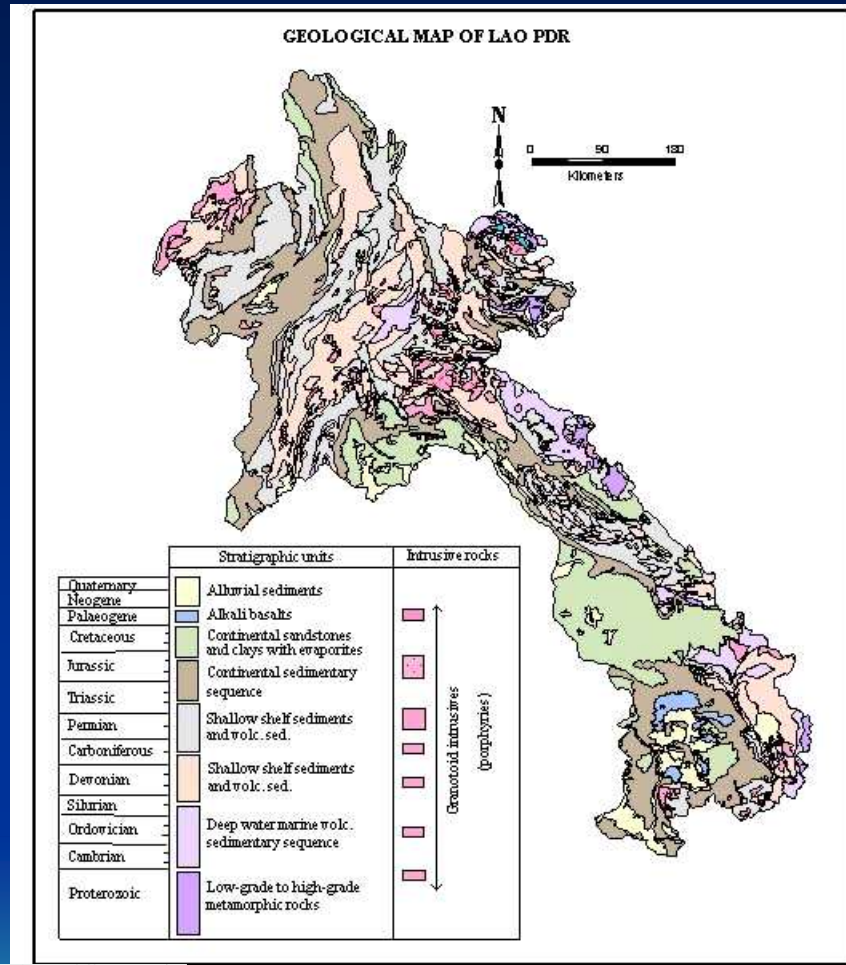 GEOLOGICAL MAP OF LAO PDR
N
0 90 180
Kilometers
Stratigraphic units
Intrusive rocks
Quaternary
Neogene
Palaeogene
Cretaceous
Jurassic
Triassic
Permian
Carboniferous
Devonian
Silurian
Ordovician
Cambrian
Proterozoic
Alluvial sediments
Alkali basalts
Continental sandstones
and clays with evaporites
Continental sedimentary
sequence
Shallow shelf sediments
and volc. sed.
Shallow shelf sediments
and volc. sed.
Deep water marine volc.
sedimentary sequence
Low-grade to high-grade
metamorphic rocks
Granotoid intrusives
(porphyries)